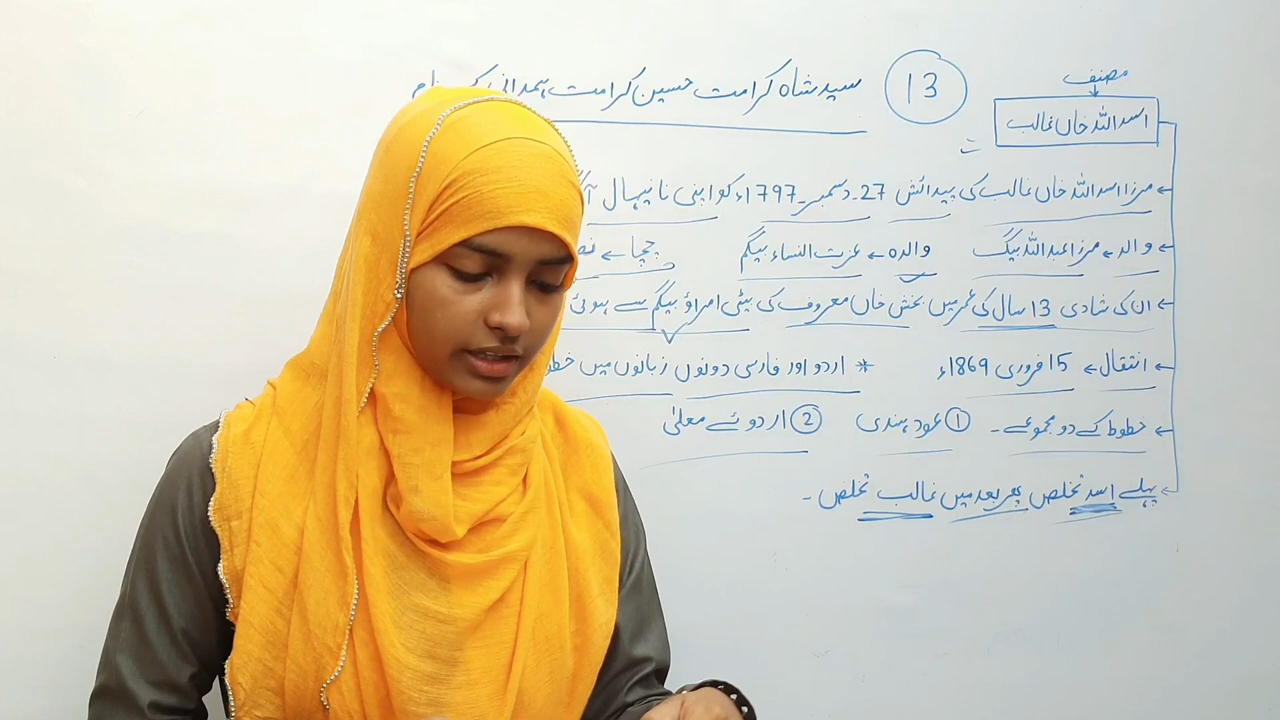 مصنف
اسد اللہ خاں غالب
13
سید شاہ کرامت حسین کرامت ہمدانی کے نام
← مرزا اسد اللہ خاں غالب کی پیدائش 27۔ دسمبر۔ 1797ء کو اپنی نانیہال
← والد ← مرزا عبداللہ بیگ والدہ ← عزت النساء بیگم چچا ←
← ان کی شادی 13 سال کی عمر میں بخش خاں معروف کی بیٹی امراؤ بیگم سے ہوئی
← انتقال ← 15 فروری 1869ء * اردو اور فارسی دونوں زبانوں میں
← خطوط کے دو مجموعے۔ ① عود ہندی ② اردوئے معلیٰ
← پہلے اسد تخلص پھر بعد میں غالب تخلص۔